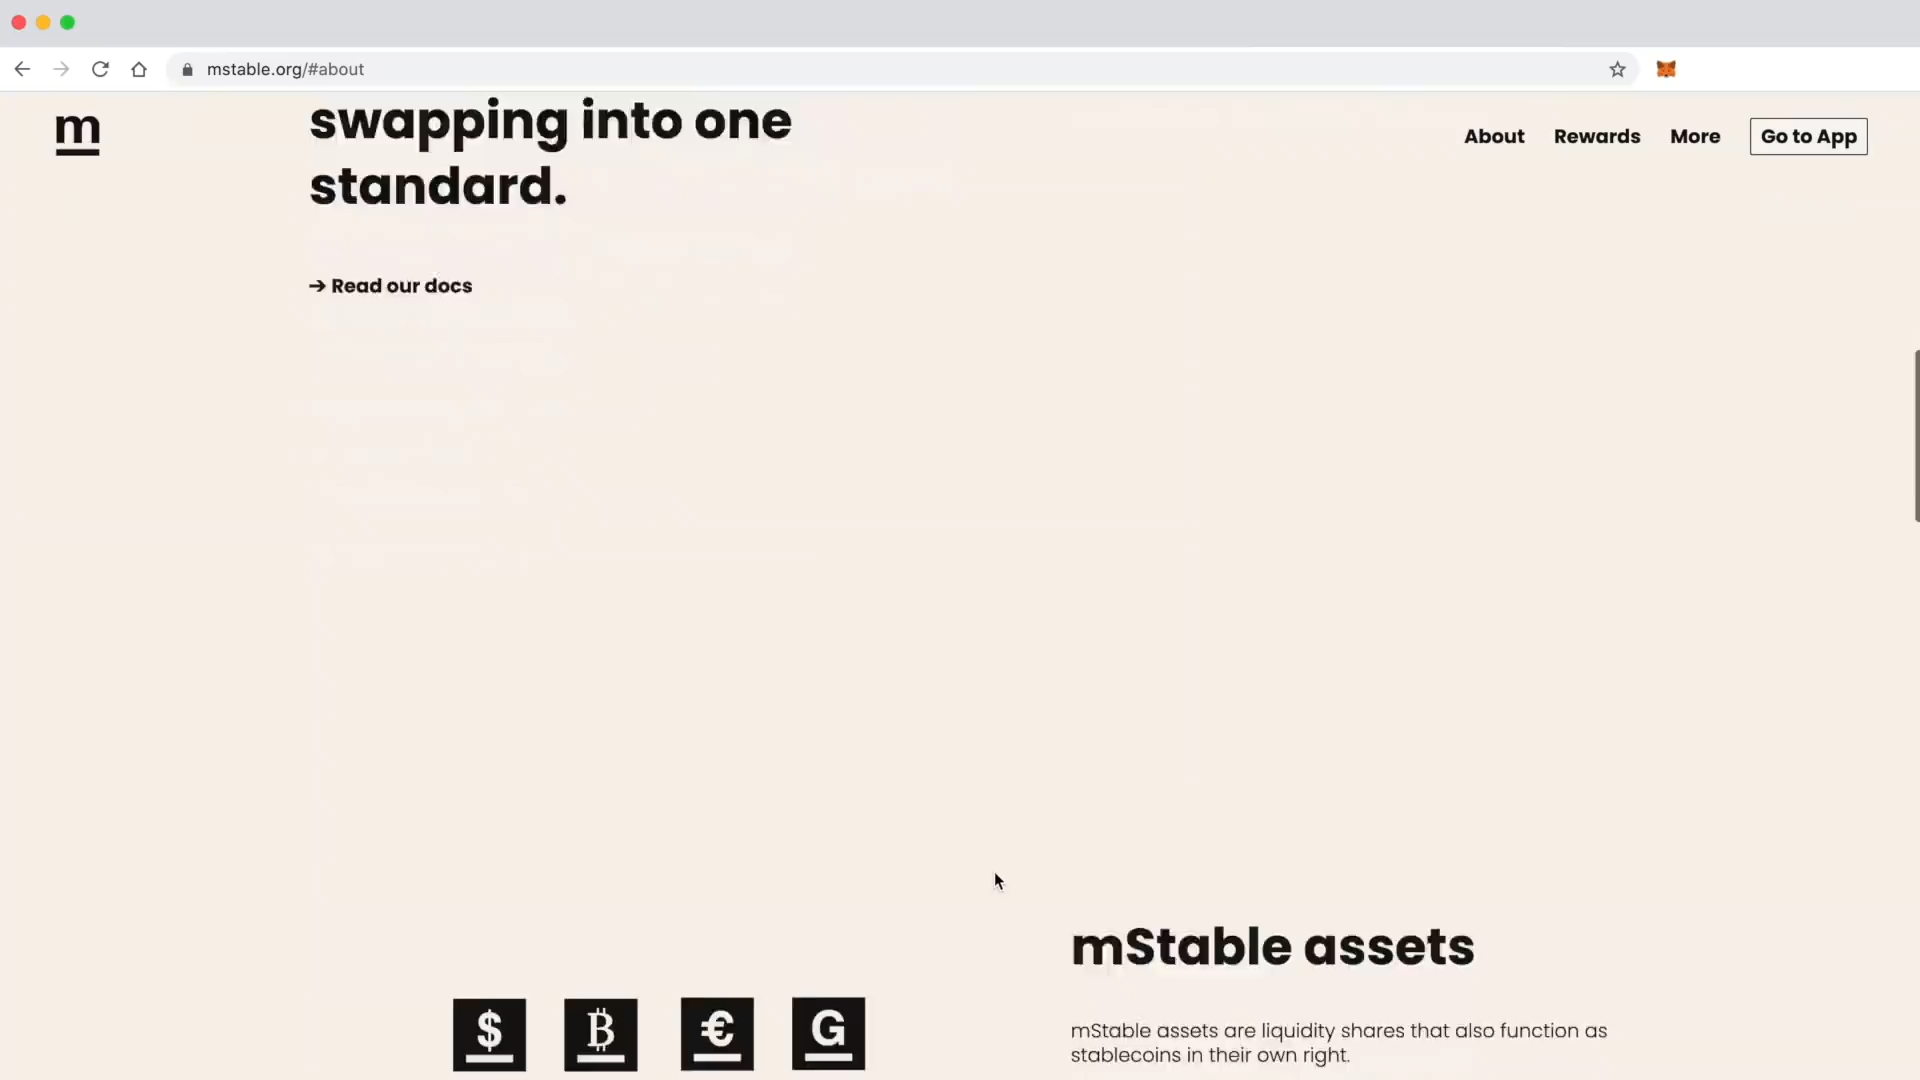 mstable.org/#about
m
swapping into one
standard.
About
Rewards
More
Go to App
➔ Read our docs
mStable assets
$
₿
€
G
mStable assets are liquidity shares that also function as
stablecoins in their own right.